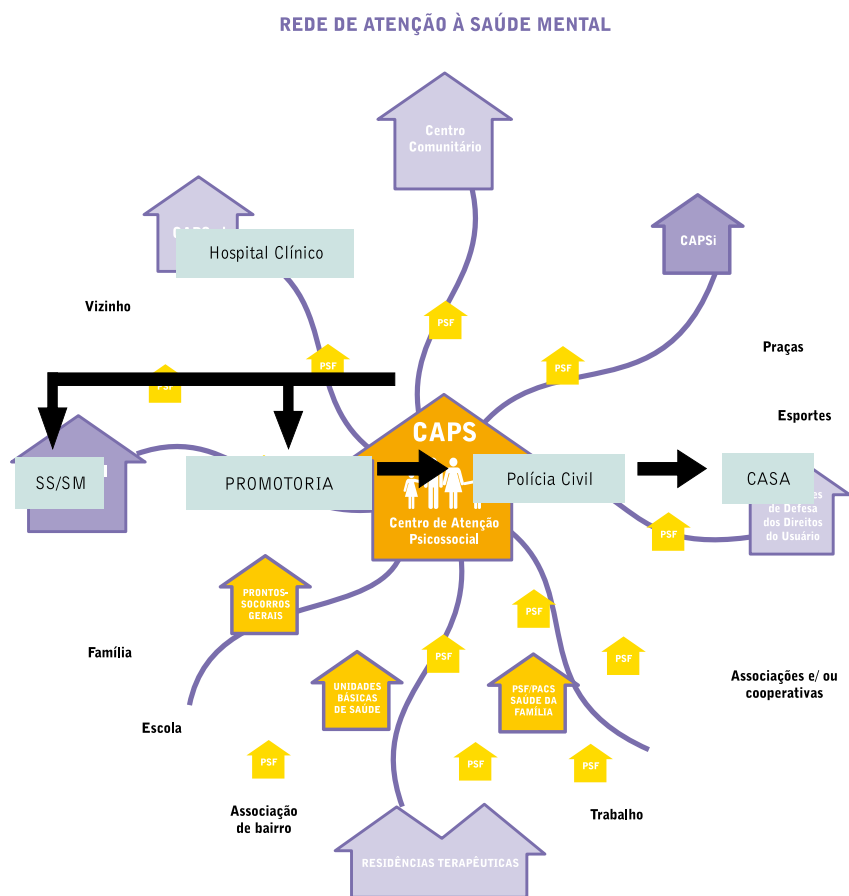 REDE DE ATENÇÃO À SAÚDE MENTAL
Centro
Comunitário
CAPSi
Hospital Clínico
Vizinho
PSF
PSF
PSF
PSF
PSF
Praças
Esportes
CAPS
SS/SM
PROMOTORIA
Polícia Civil
CASA
de Defesa
dos Direitos
do Usuário
Centro de Atenção
Psicossocial
PSF
PRONTOS-
SOCORROS
GERAIS
PSF
Família
PSF
PSF
UNIDADES
BÁSICAS
DE SAÚDE
PSF/PACS
SAÚDE DA
FAMÍLIA
Associações e/ ou
cooperativas
Escola
PSF
PSF
PSF
Associação
de bairro
Trabalho
RESIDÊNCIAS TERAPÊUTICAS